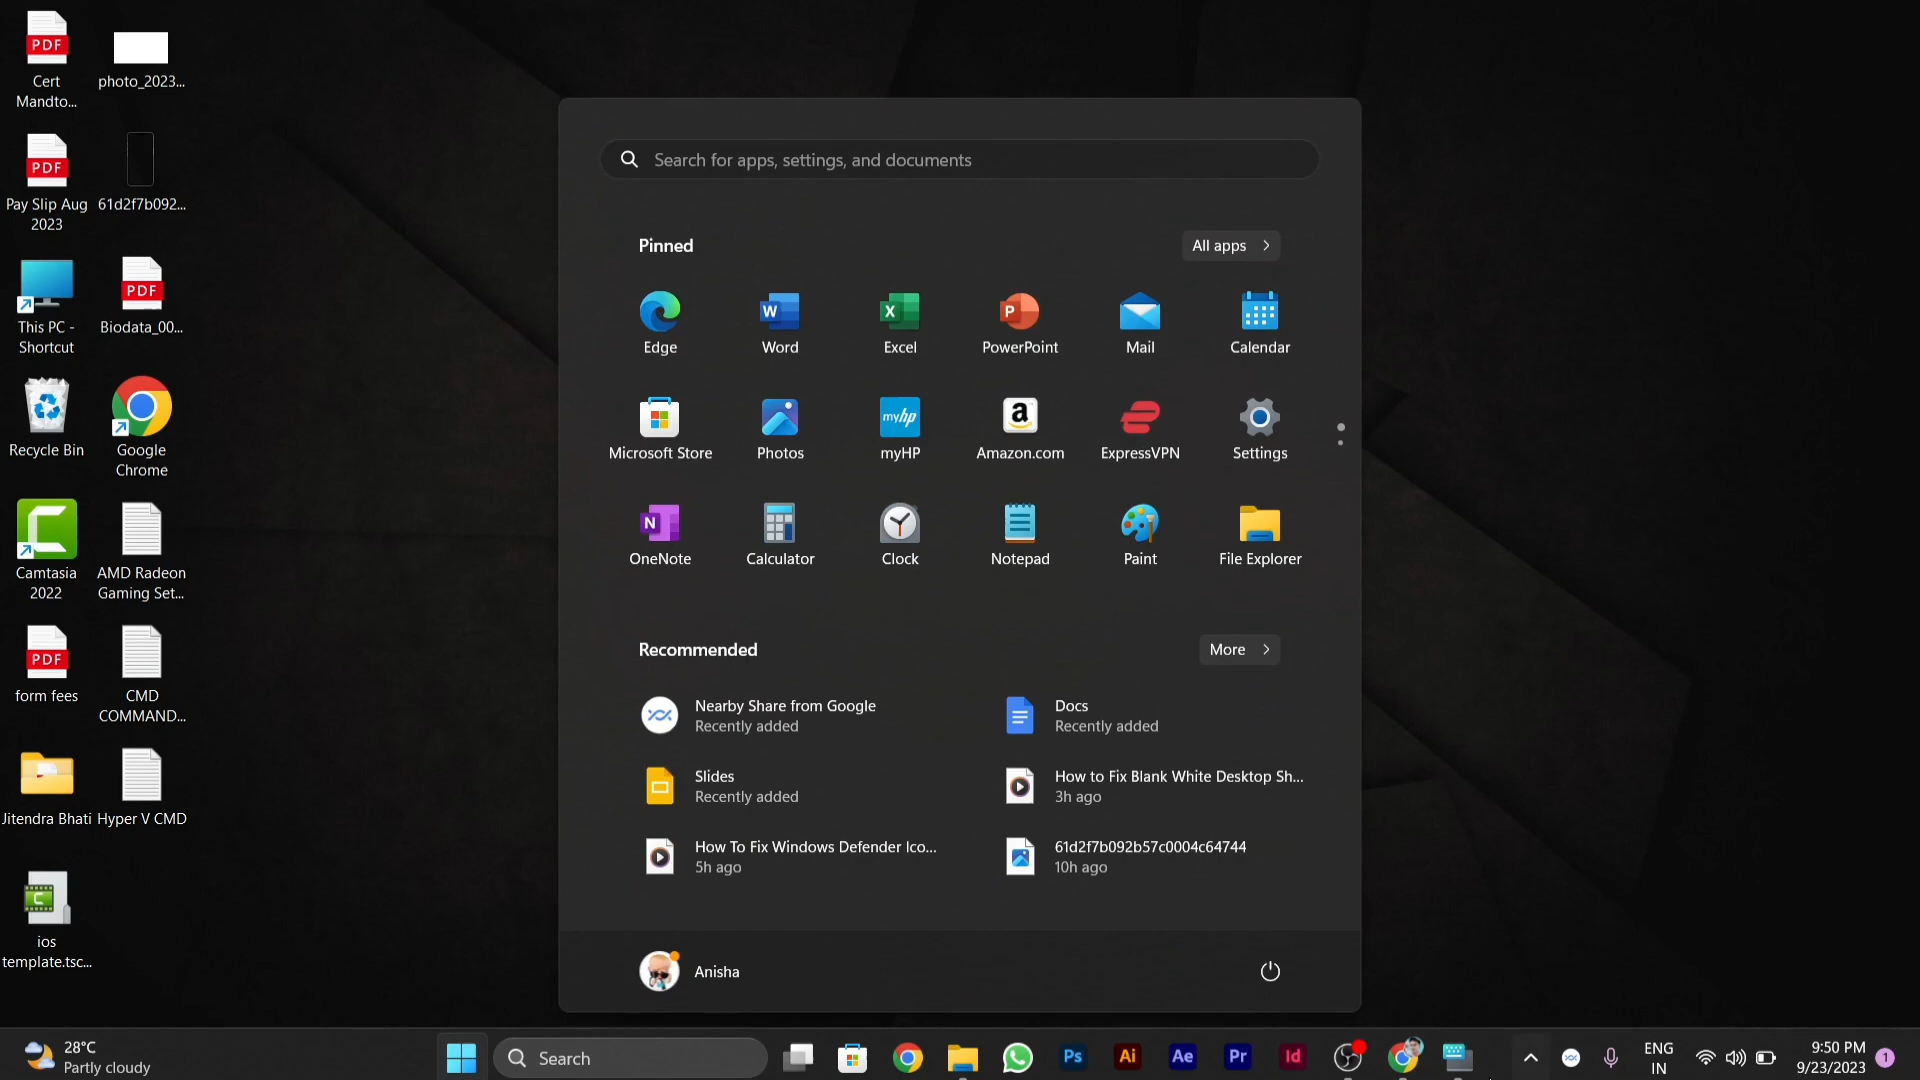 PDF
Cert
Mandto...
photo_2023...
PDF
Pay Slip Aug
2023
61d2f7b092...
This PC -
Shortcut
PDF
Biodata_00...
Recycle Bin
Google
Chrome
Camtasia
2022
AMD Radeon
Gaming Set...
PDF
form fees
CMD
COMMAND...
Jitendra Bhati
Hyper V CMD
ios
template.tsc...
Search for apps, settings, and documents
Pinned
All apps
Edge
Word
Excel
PowerPoint
Mail
Calendar
Microsoft Store
Photos
myhp
myHP
Amazon.com
ExpressVPN
Settings
OneNote
Calculator
Clock
Notepad
Paint
File Explorer
Recommended
More
Nearby Share from Google
Recently added
Docs
Recently added
Slides
Recently added
How to Fix Blank White Desktop Sh...
3h ago
How To Fix Windows Defender Ico...
5h ago
61d2f7b092b57c0004c64744
10h ago
Anisha
28°C
Partly cloudy
Search
Ps
Ai
Ae
Pr
Id
ENG
IN
9:50 PM
9/23/2023
1